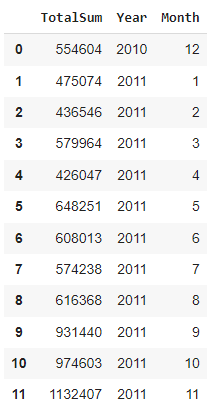 TotalSum Year Month
0 554604 2010 12
1 475074 2011 1
2 436546 2011 2
3 579964 2011 3
4 426047 2011 4
5 648251 2011 5
6 608013 2011 6
7 574238 2011 7
8 616368 2011 8
9 931440 2011 9
10 974603 2011 10
11 1132407 2011 11